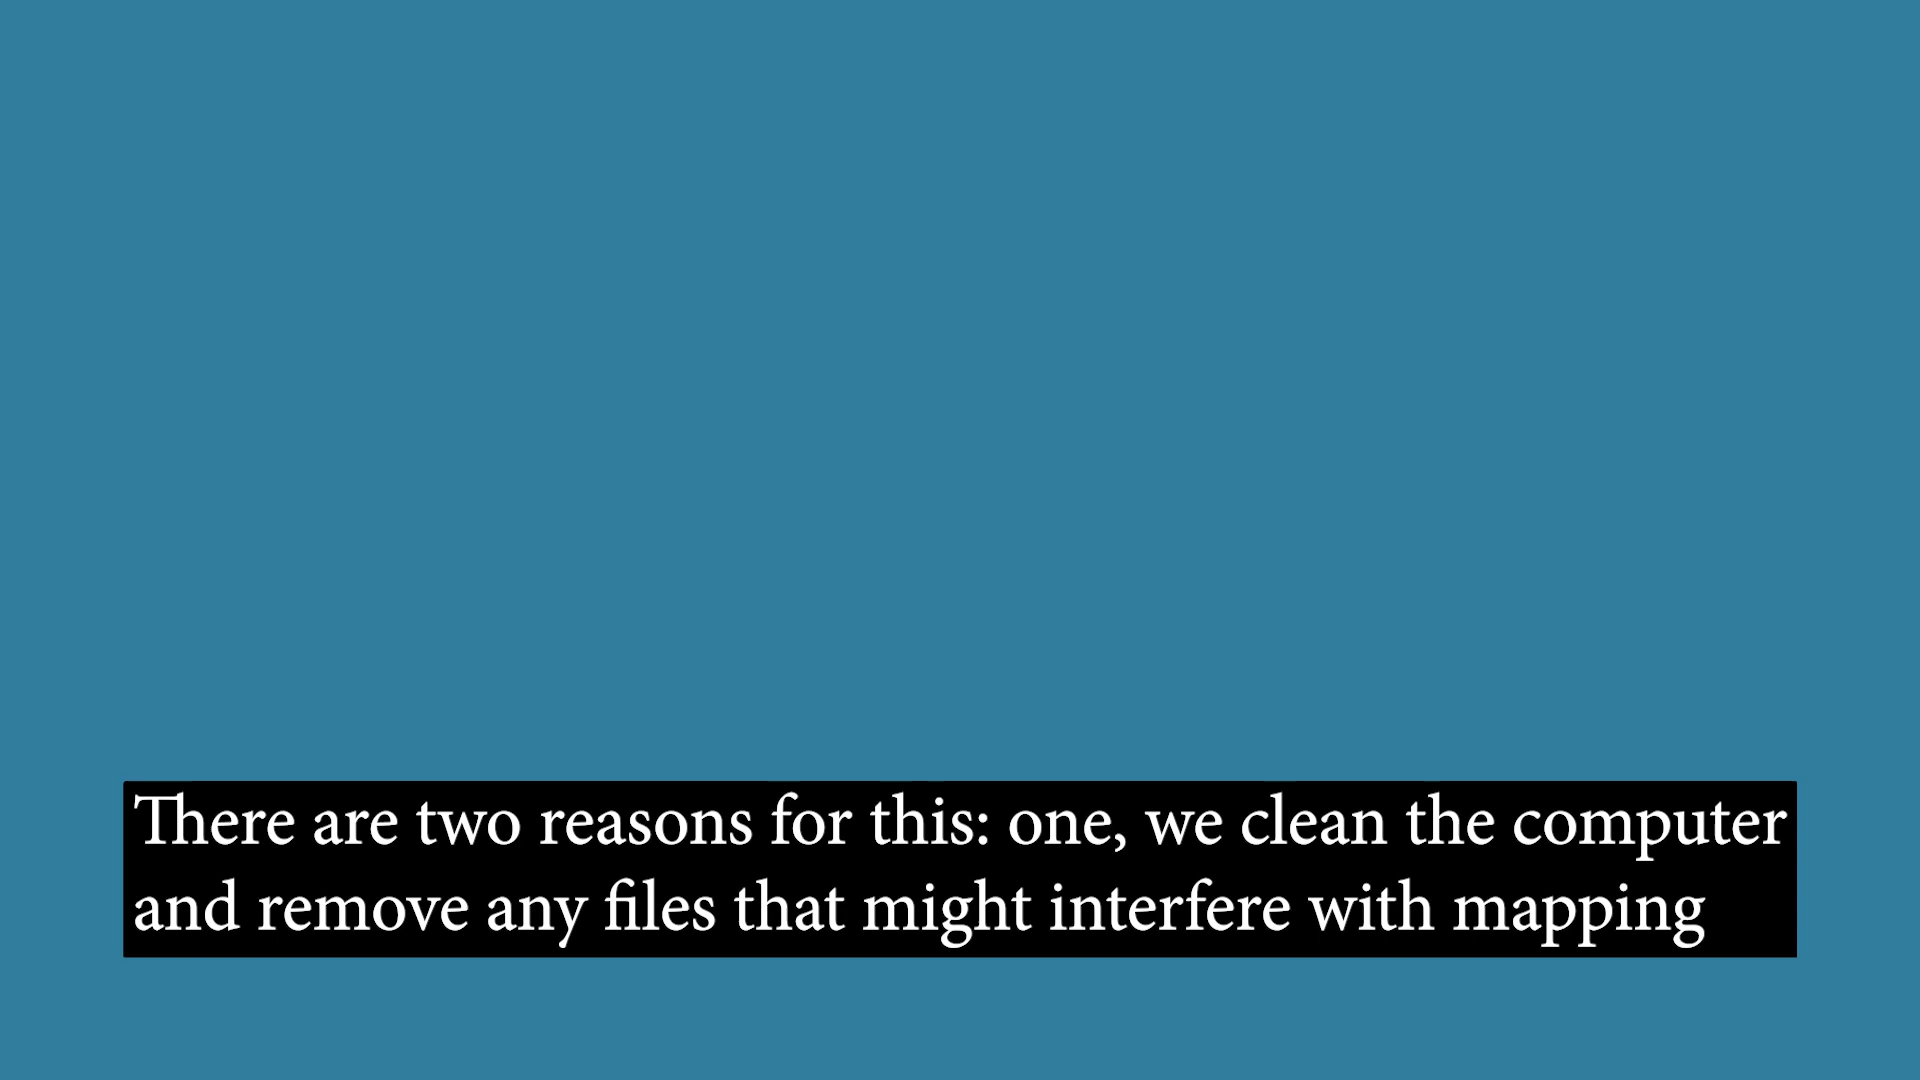 There are two reasons for this: one, we clean the computer
and remove any files that might interfere with mapping